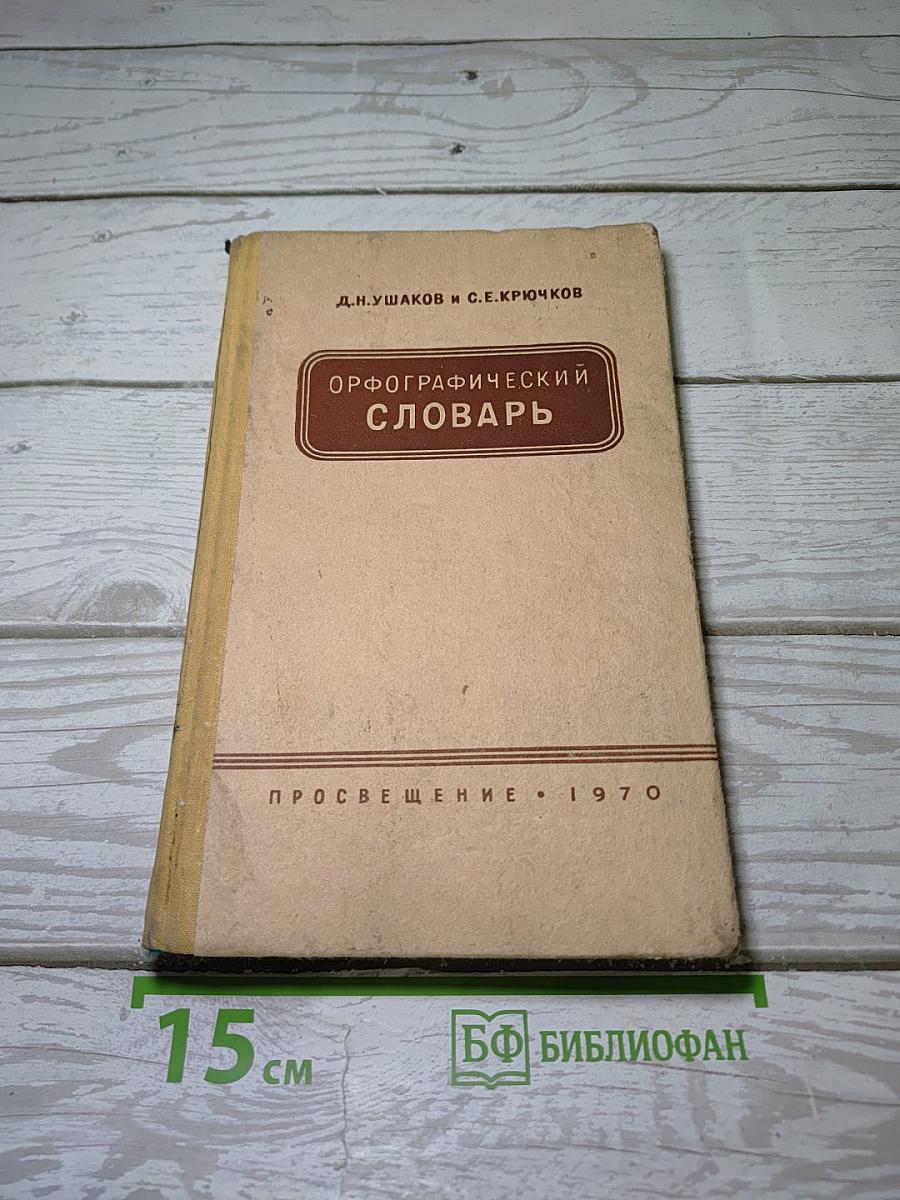 Д.Н.УШАКОВ и С.Е.КРЮЧКОВ
ОРФОГРАФИЧЕСКИЙ
СЛОВАРЬ
ПРОСВЕЩЕНИЕ • 1970
15 см
БФ БИБЛИОФАН